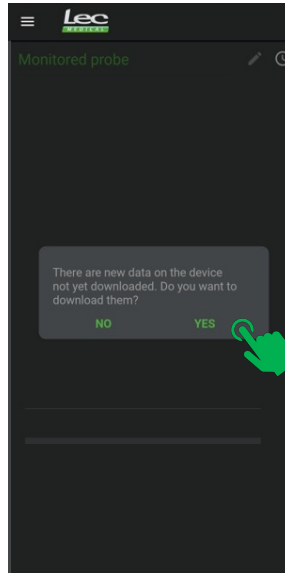 Lec
MEDICAL
Monitored probe
There are new data on the device
not yet downloaded. Do you want to
download them?
NO YES